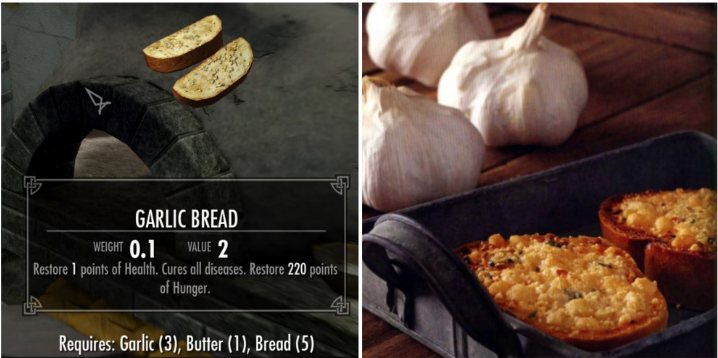 GARLIC BREAD
WEIGHT 0.1 VALUE 2
Restore 1 points of Health. Cures all diseases. Restore 220 points
of Hunger.
Requires: Garlic (3), Butter (1), Bread (5)